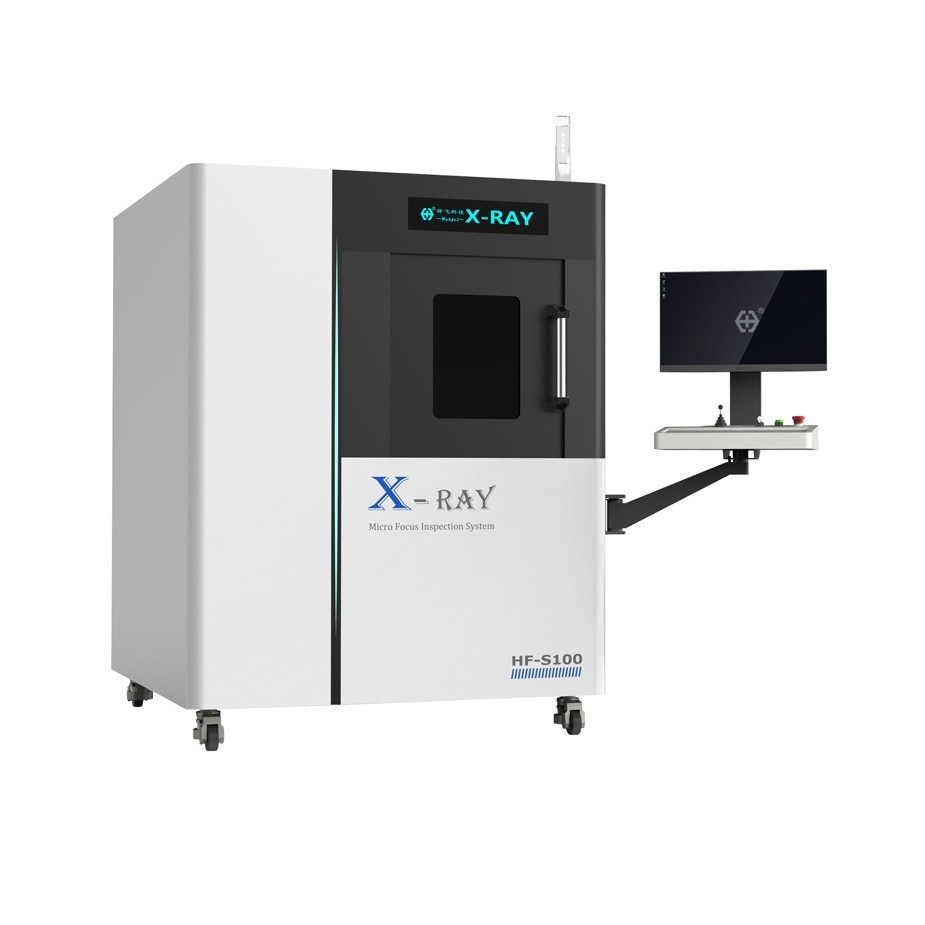 X-RAY
X - RAY
Micro Focus Inspection System
HF-S100